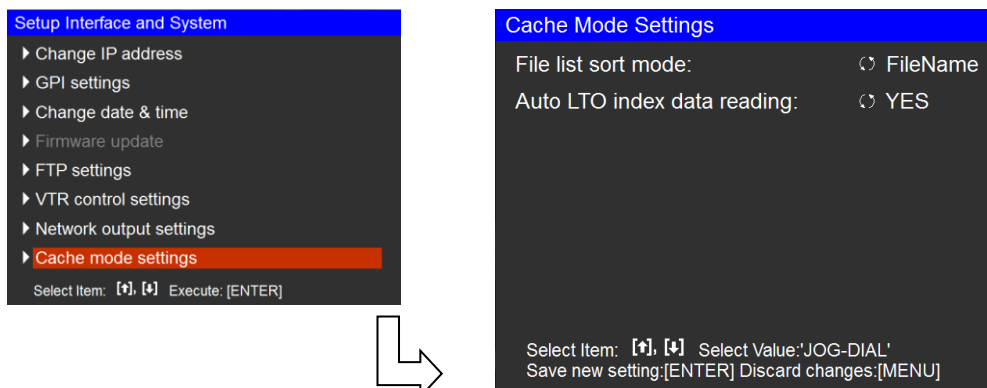 Setup Interface and System
Change IP address
GPI settings
Change date & time
Firmware update
FTP settings
VTR control settings
Network output settings
Cache mode settings
Select Item: [↑], [↓] Execute: [ENTER]
Cache Mode Settings
File list sort mode: FileName
Auto LTO index data reading: YES
Select Item: [↑], [↓] Select Value:'JOG-DIAL'
Save new setting:[ENTER] Discard changes:[MENU]